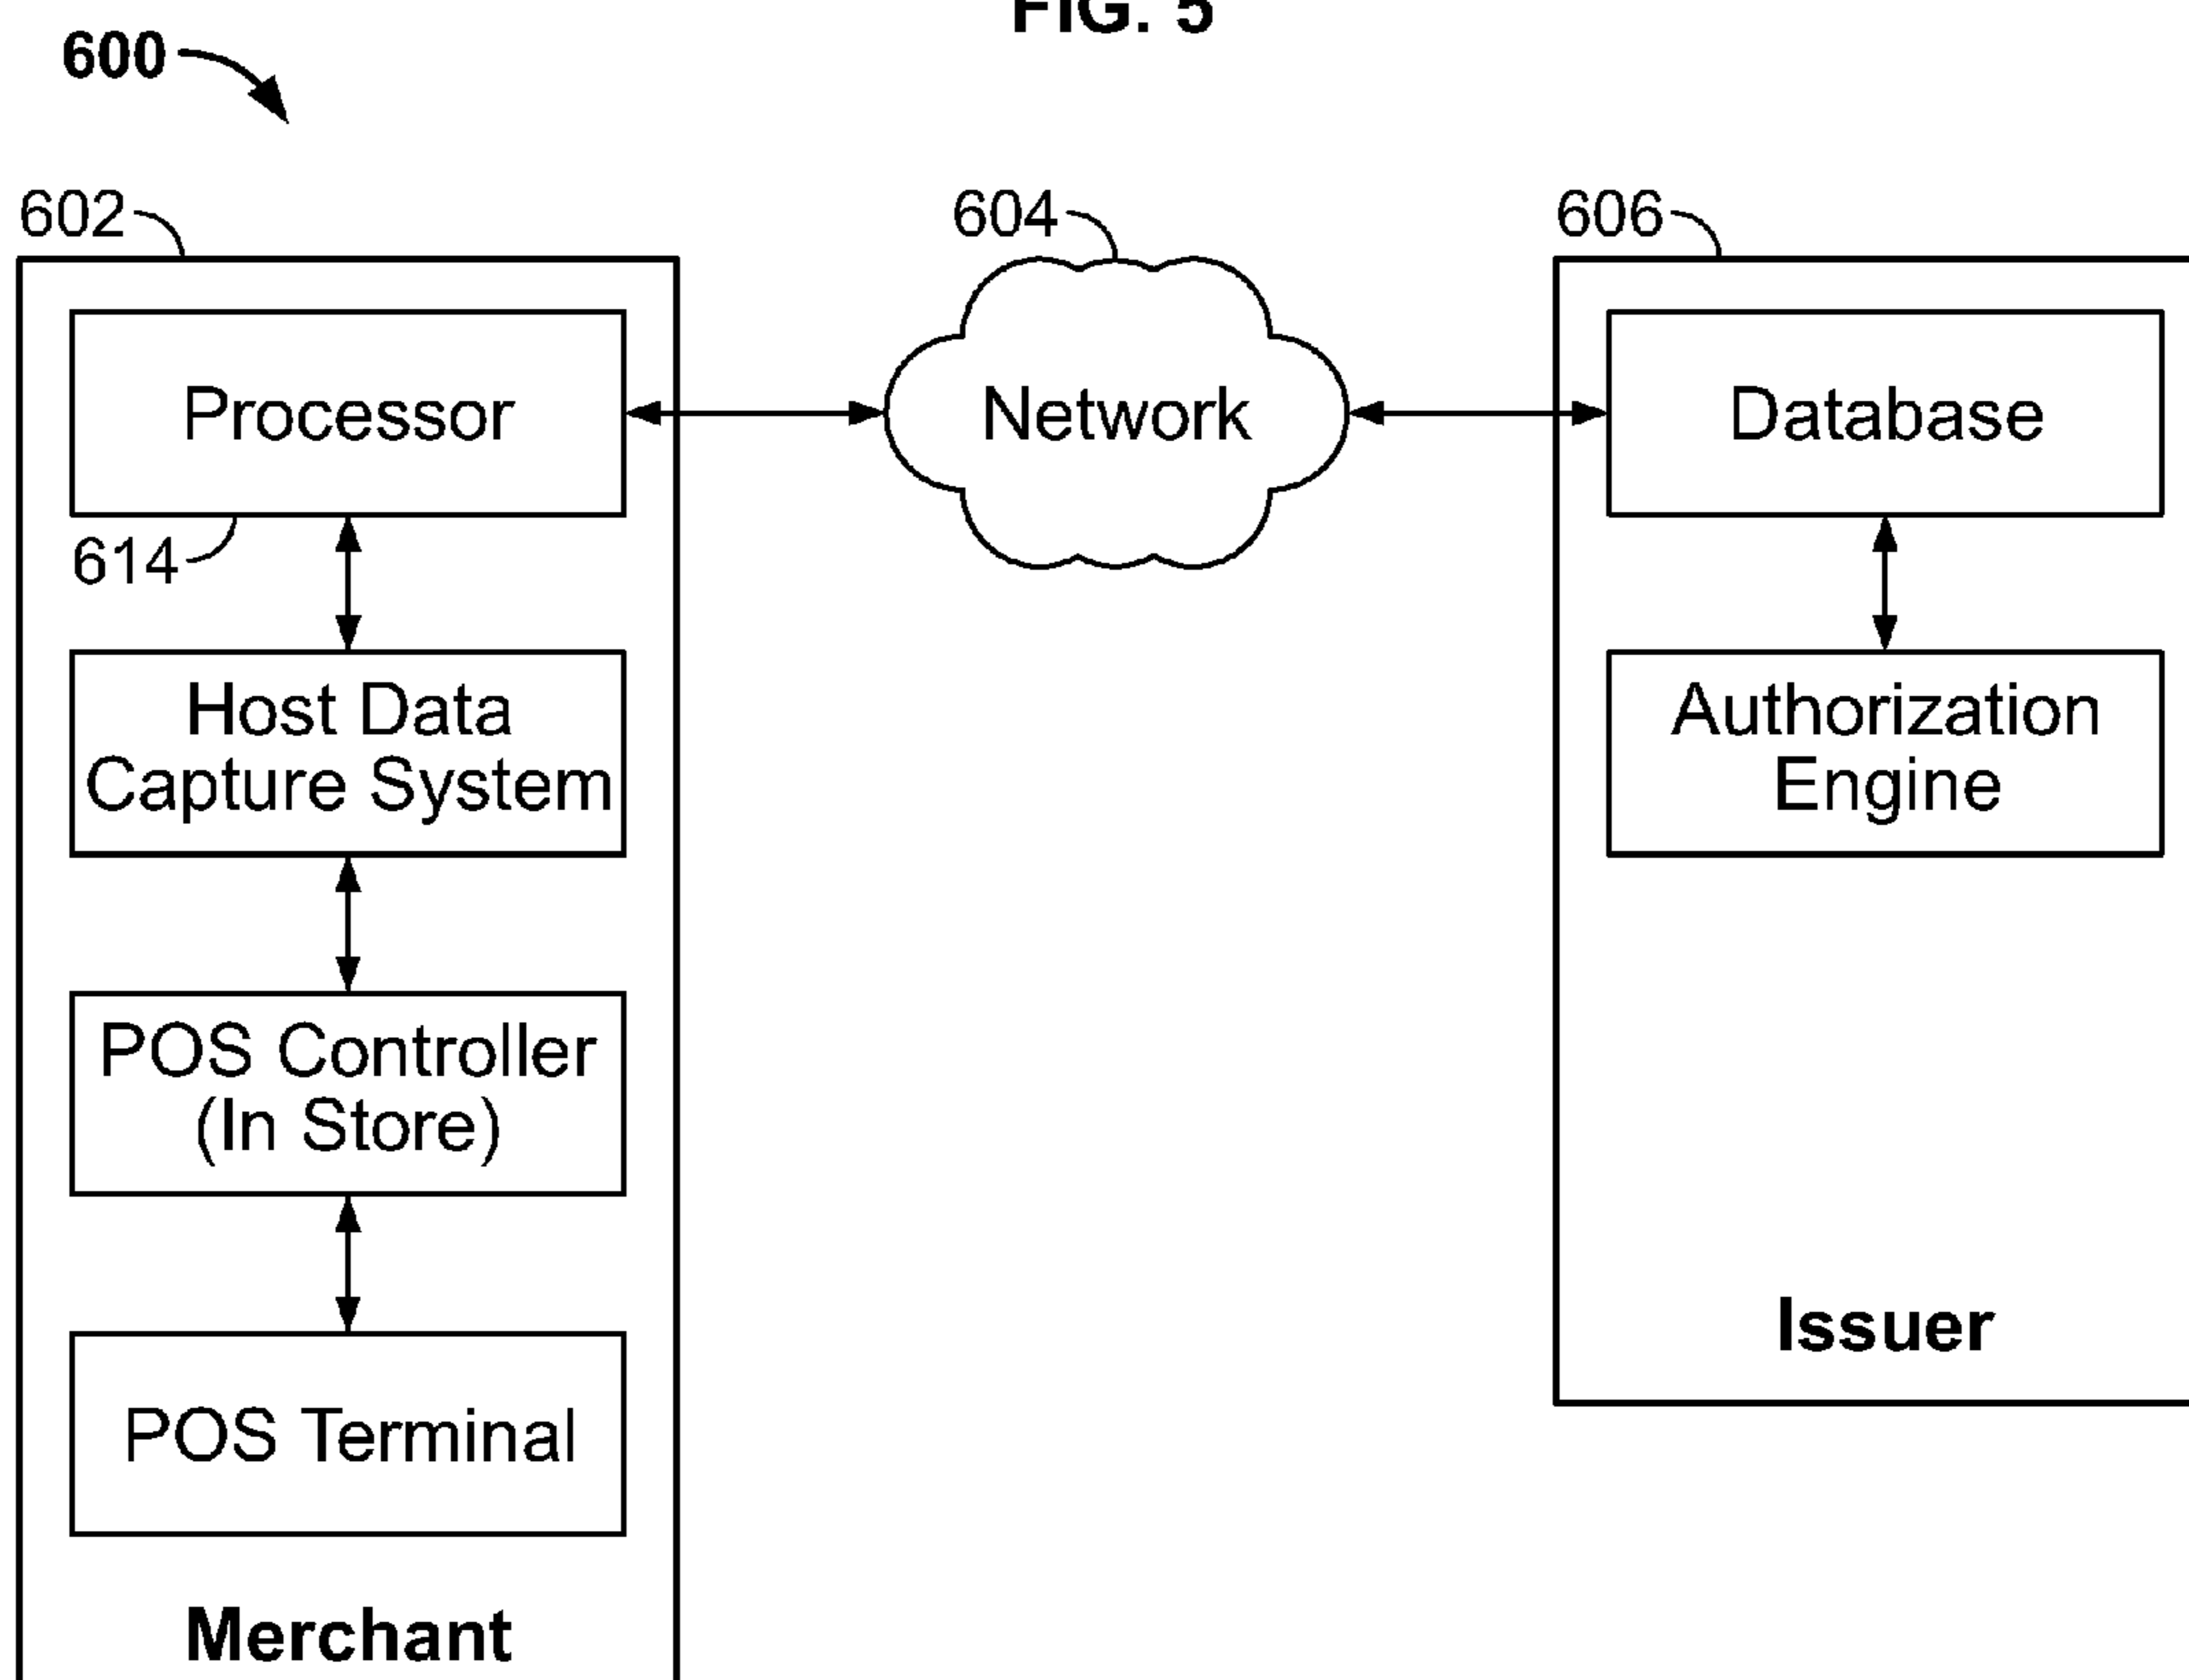 FIG. 5
600
602
604
606
Processor
Network
Database
614
Host Data
Capture System
Authorization
Engine
POS Controller
(In Store)
Issuer
POS Terminal
Merchant